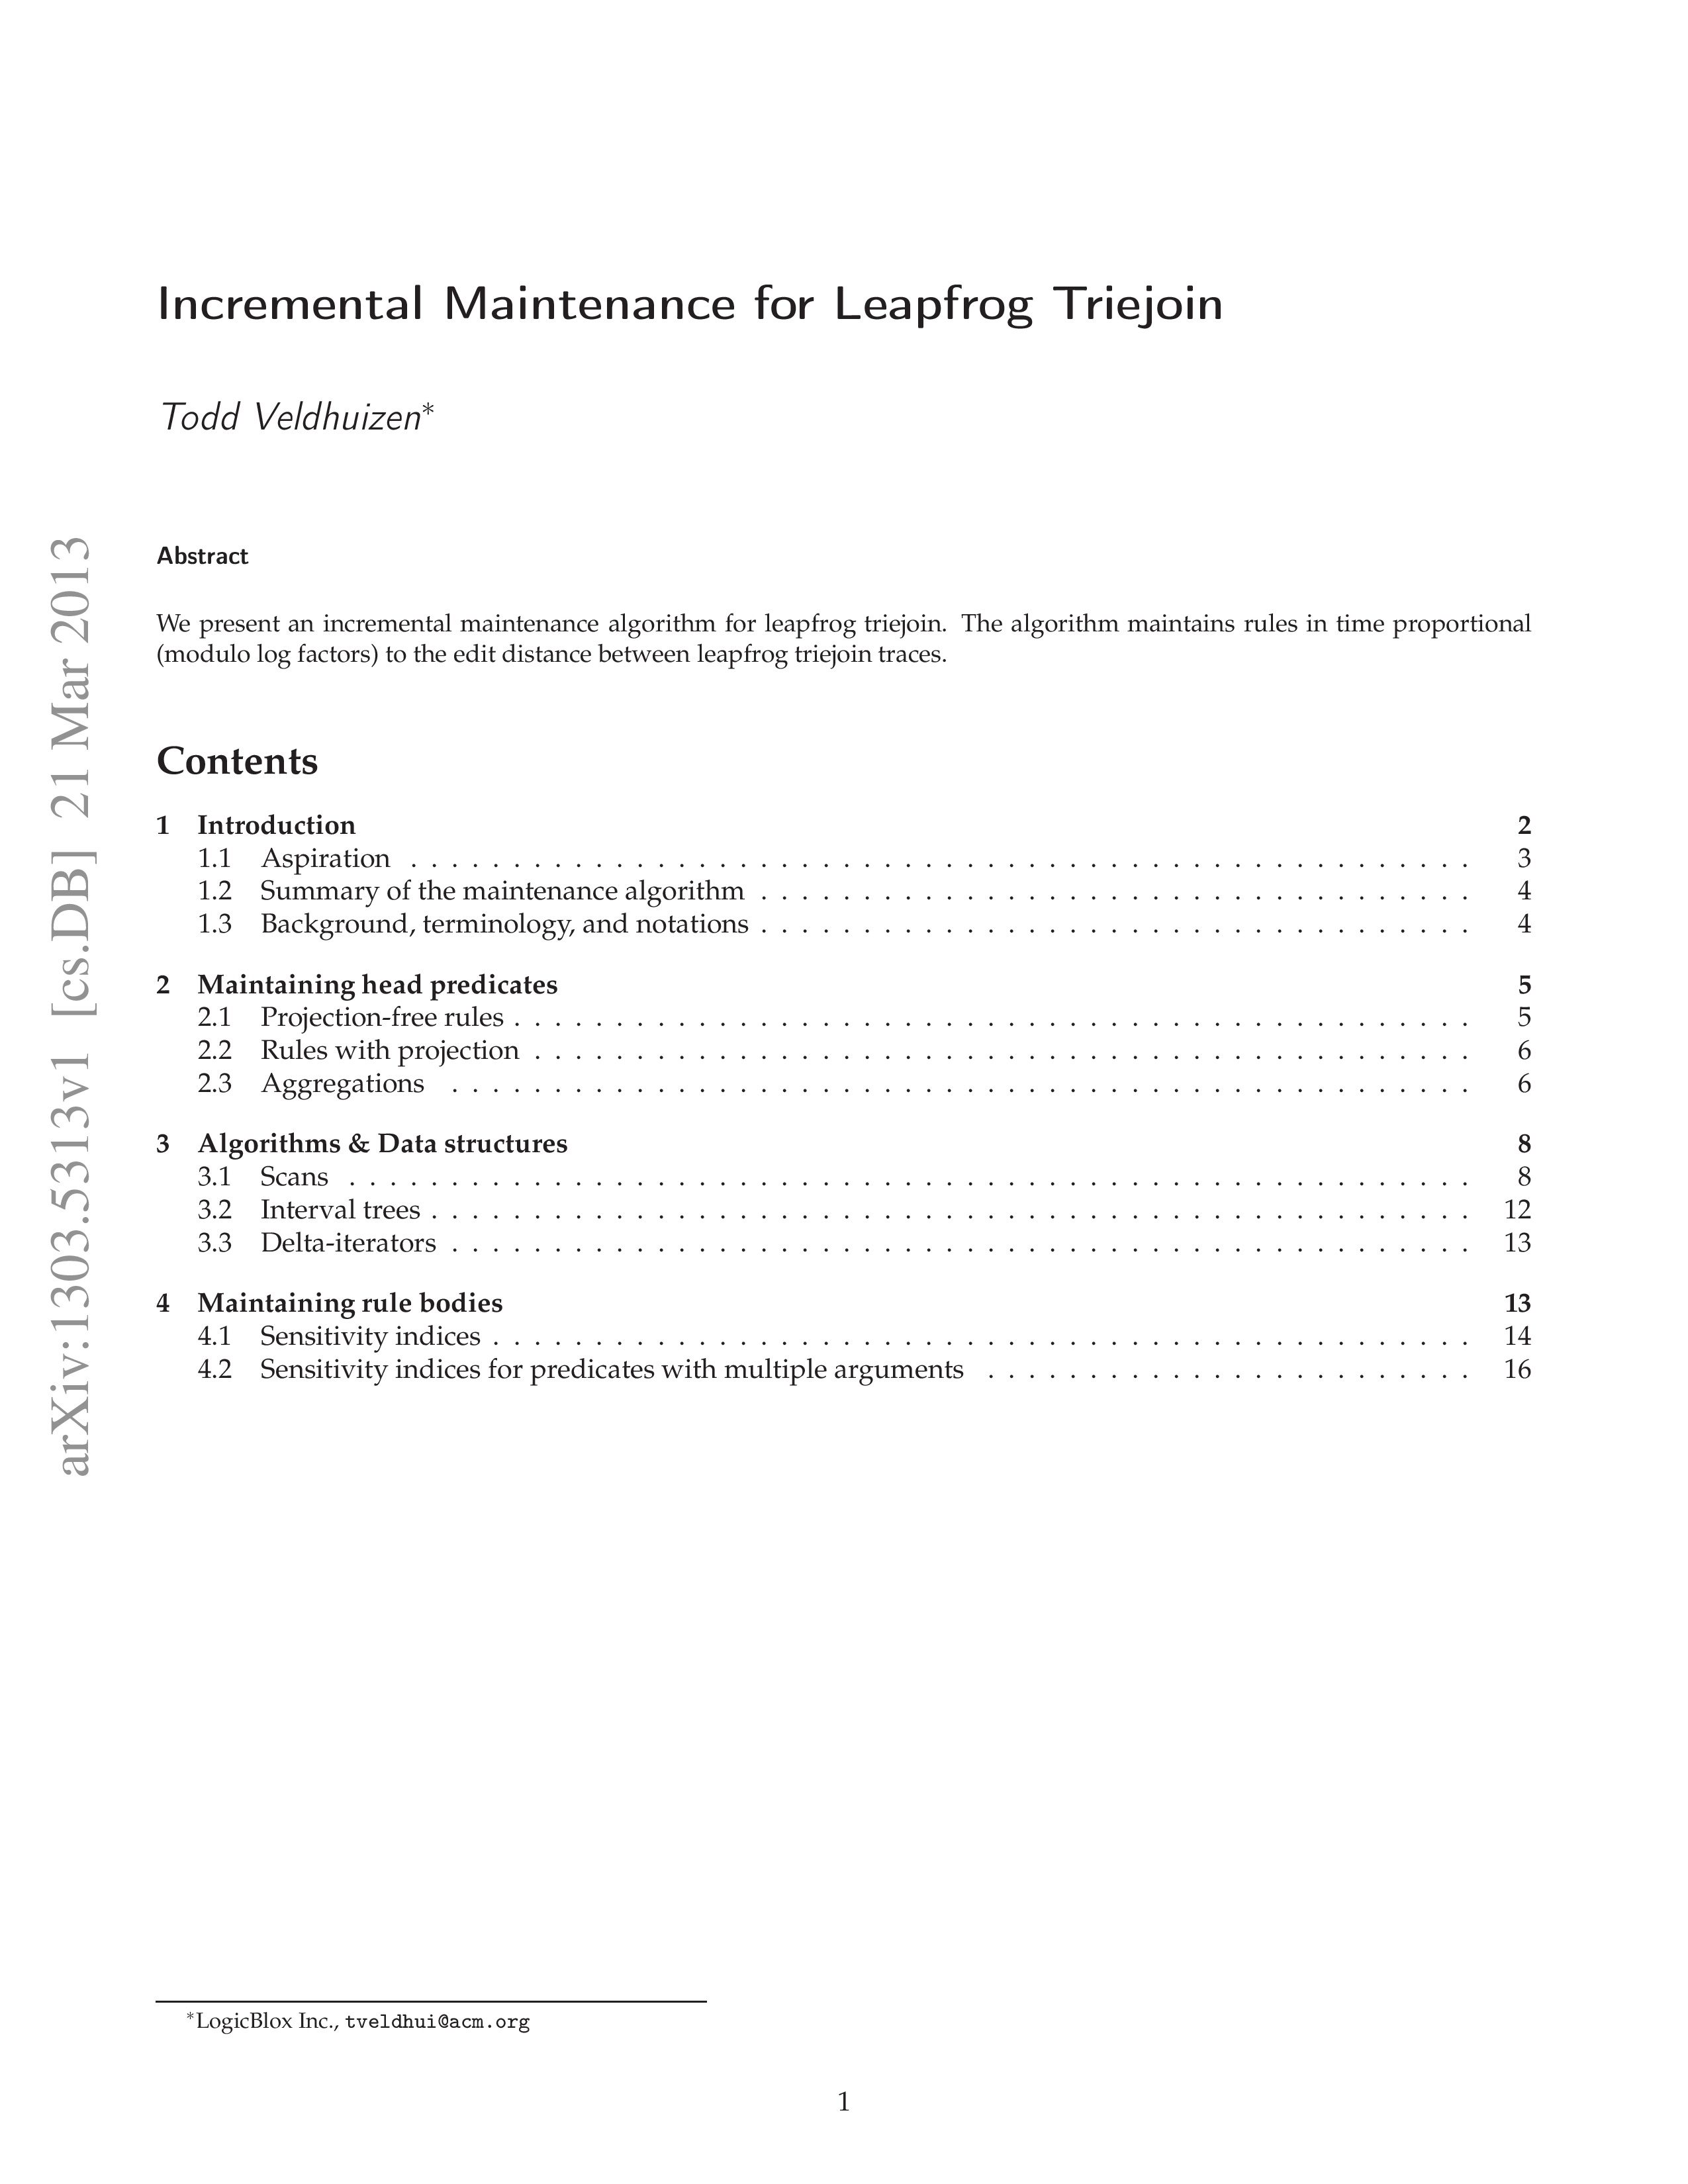 Incremental Maintenance for Leapfrog Triejoin
Todd Veldhuizen*
Abstract
We present an incremental maintenance algorithm for leapfrog triejoin. The algorithm maintains rules in time proportional
(modulo log factors) to the edit distance between leapfrog triejoin traces.
Contents
1 Introduction 2
1.1 Aspiration . . . . . . . . . . . . . . . . . . . . . . . . . . . . . . . . . . . . . . . . . . . . . . . . . . . . 3
1.2 Summary of the maintenance algorithm . . . . . . . . . . . . . . . . . . . . . . . . . . . . . . . . . . . 4
1.3 Background, terminology, and notations . . . . . . . . . . . . . . . . . . . . . . . . . . . . . . . . . . . 4
2 Maintaining head predicates 5
2.1 Projection-free rules . . . . . . . . . . . . . . . . . . . . . . . . . . . . . . . . . . . . . . . . . . . . . . . 5
2.2 Rules with projection . . . . . . . . . . . . . . . . . . . . . . . . . . . . . . . . . . . . . . . . . . . . . . 6
2.3 Aggregations . . . . . . . . . . . . . . . . . . . . . . . . . . . . . . . . . . . . . . . . . . . . . . . . . . 6
3 Algorithms & Data structures 8
3.1 Scans . . . . . . . . . . . . . . . . . . . . . . . . . . . . . . . . . . . . . . . . . . . . . . . . . . . . . . . 8
3.2 Interval trees . . . . . . . . . . . . . . . . . . . . . . . . . . . . . . . . . . . . . . . . . . . . . . . . . . . 12
3.3 Delta-iterators . . . . . . . . . . . . . . . . . . . . . . . . . . . . . . . . . . . . . . . . . . . . . . . . . . 13
4 Maintaining rule bodies 13
4.1 Sensitivity indices . . . . . . . . . . . . . . . . . . . . . . . . . . . . . . . . . . . . . . . . . . . . . . . . 14
4.2 Sensitivity indices for predicates with multiple arguments . . . . . . . . . . . . . . . . . . . . . . . . 16
*LogicBlox Inc., tveldhui@acm.org
1
arXiv:1303.5313v1 [cs.DB] 21 Mar 2013